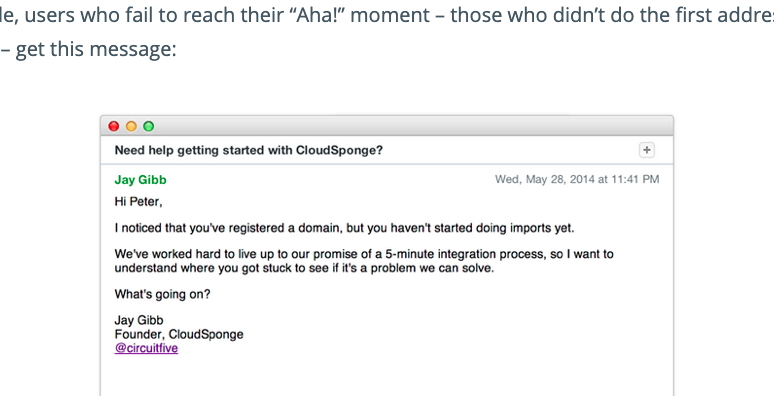 le, users who fail to reach their “Aha!” moment – those who didn’t do the first addre
– get this message:
Need help getting started with CloudSponge?
+
Jay Gibb
Wed, May 28, 2014 at 11:41 PM
Hi Peter,
I noticed that you've registered a domain, but you haven't started doing imports yet.
We've worked hard to live up to our promise of a 5-minute integration process, so I want to
understand where you got stuck to see if it's a problem we can solve.
What's going on?
Jay Gibb
Founder, CloudSponge
@circuitfive